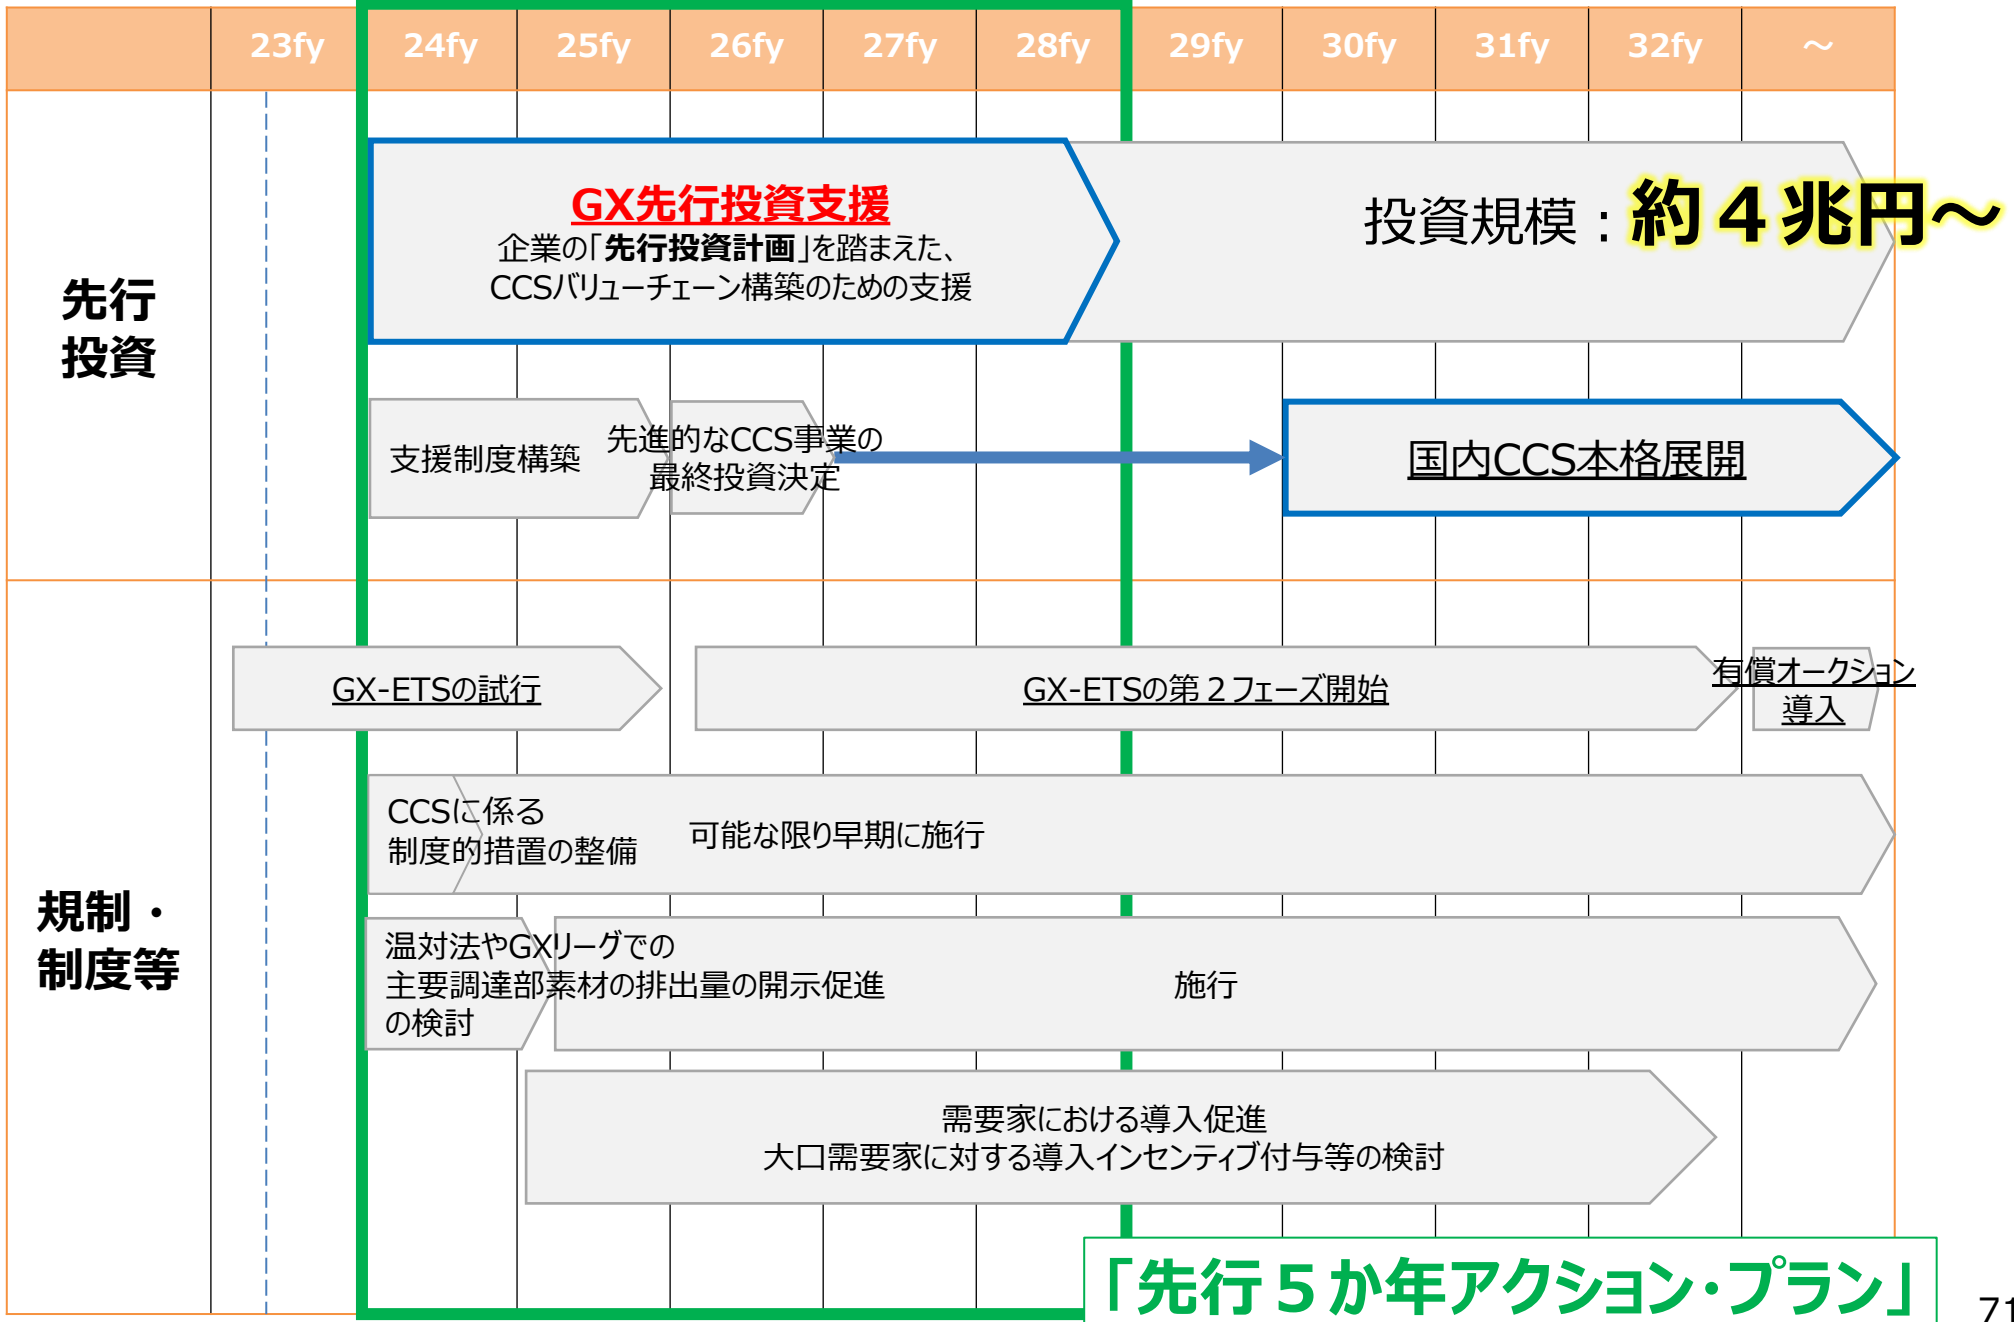 23fy 24fy 25fy 26fy 27fy 28fy 29fy 30fy 31fy 32fy ～
先行
投資
GX先行投資支援
企業の「先行投資計画」を踏まえた、
CCSバリューチェーン構築のための支援
投資規模：約４兆円～
支援制度構築
先進的なCCS事業の
最終投資決定
国内CCS本格展開
規制・
制度等
GX-ETSの試行
GX-ETSの第２フェーズ開始
有償オークション
導入
CCSに係る
制度的措置の整備
可能な限り早期に施行
温対法やGXリーグでの
主要調達部素材の排出量の開示促進
の検討
施行
需要家における導入促進
大口需要家に対する導入インセンティブ付与等の検討
「先行５か年アクション・プラン」
71